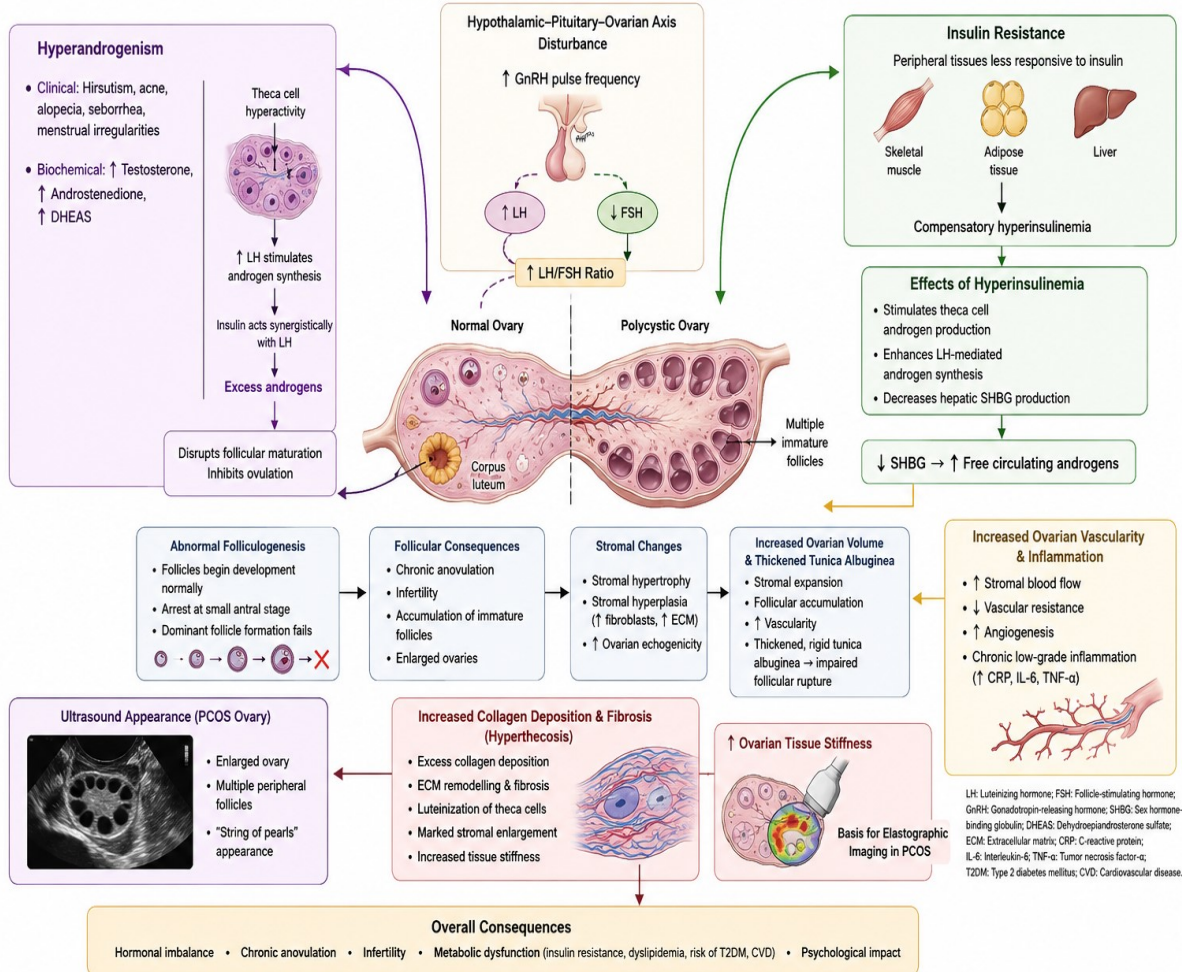 Hyperandrogenism
• Clinical: Hirsutism, acne,
alopecia, seborrhea,
menstrual irregularities
• Biochemical: ↑ Testosterone,
↑ Androstenedione,
↑ DHEAS
Theca cell
hyperactivity
↑ LH stimulates
androgen synthesis
Insulin acts synergistically
with LH
Excess androgens
Disrupts follicular maturation
Inhibits ovulation
Hypothalamic–Pituitary–Ovarian Axis
Disturbance
↑ GnRH pulse frequency
↑ LH
↓ FSH
↑ LH/FSH Ratio
Normal Ovary
Polycystic Ovary
Corpus
luteum
Multiple
immature
follicles
Insulin Resistance
Peripheral tissues less responsive to insulin
Skeletal
muscle
Adipose
tissue
Liver
Compensatory hyperinsulinemia
Effects of Hyperinsulinemia
• Stimulates theca cell
androgen production
• Enhances LH-mediated
androgen synthesis
• Decreases hepatic SHBG production
↓ SHBG → ↑ Free circulating androgens
Abnormal Folliculogenesis
• Follicles begin development
normally
• Arrest at small antral stage
• Dominant follicle formation fails
Follicular Consequences
• Chronic anovulation
• Infertility
• Accumulation of immature
follicles
• Enlarged ovaries
Stromal Changes
• Stromal hypertrophy
• Stromal hyperplasia
(↑ fibroblasts, ↑ ECM)
• ↑ Ovarian echogenicity
Increased Ovarian Volume
& Thickened Tunica Albuginea
• Stromal expansion
• Follicular accumulation
• ↑ Vascularity
• Thickened, rigid tunica
albuginea → impaired
follicular rupture
Increased Ovarian Vascularity
& Inflammation
• ↑ Stromal blood flow
• ↓ Vascular resistance
• ↑ Angiogenesis
• Chronic low-grade inflammation
(↑ CRP, IL-6, TNF-α)
Ultrasound Appearance (PCOS Ovary)
• Enlarged ovary
• Multiple peripheral
follicles
• "String of pearls"
appearance
Increased Collagen Deposition & Fibrosis
(Hyperthecosis)
• Excess collagen deposition
• ECM remodelling & fibrosis
• Luteinization of theca cells
• Marked stromal enlargement
• Increased tissue stiffness
↑ Ovarian Tissue Stiffness
Basis for Elastographic
Imaging in PCOS
LH: Luteinizing hormone; FSH: Follicle-stimulating hormone;
GnRH: Gonadotropin-releasing hormone; SHBG: Sex hormone-
binding globulin; DHEAS: Dehydroepiandrosterone sulfate;
ECM: Extracellular matrix; CRP: C-reactive protein;
IL-6: Interleukin-6; TNF-α: Tumor necrosis factor-α;
T2DM: Type 2 diabetes mellitus; CVD: Cardiovascular disease.
Overall Consequences
Hormonal imbalance • Chronic anovulation • Infertility • Metabolic dysfunction (insulin resistance, dyslipidemia, risk of T2DM, CVD) • Psychological impact